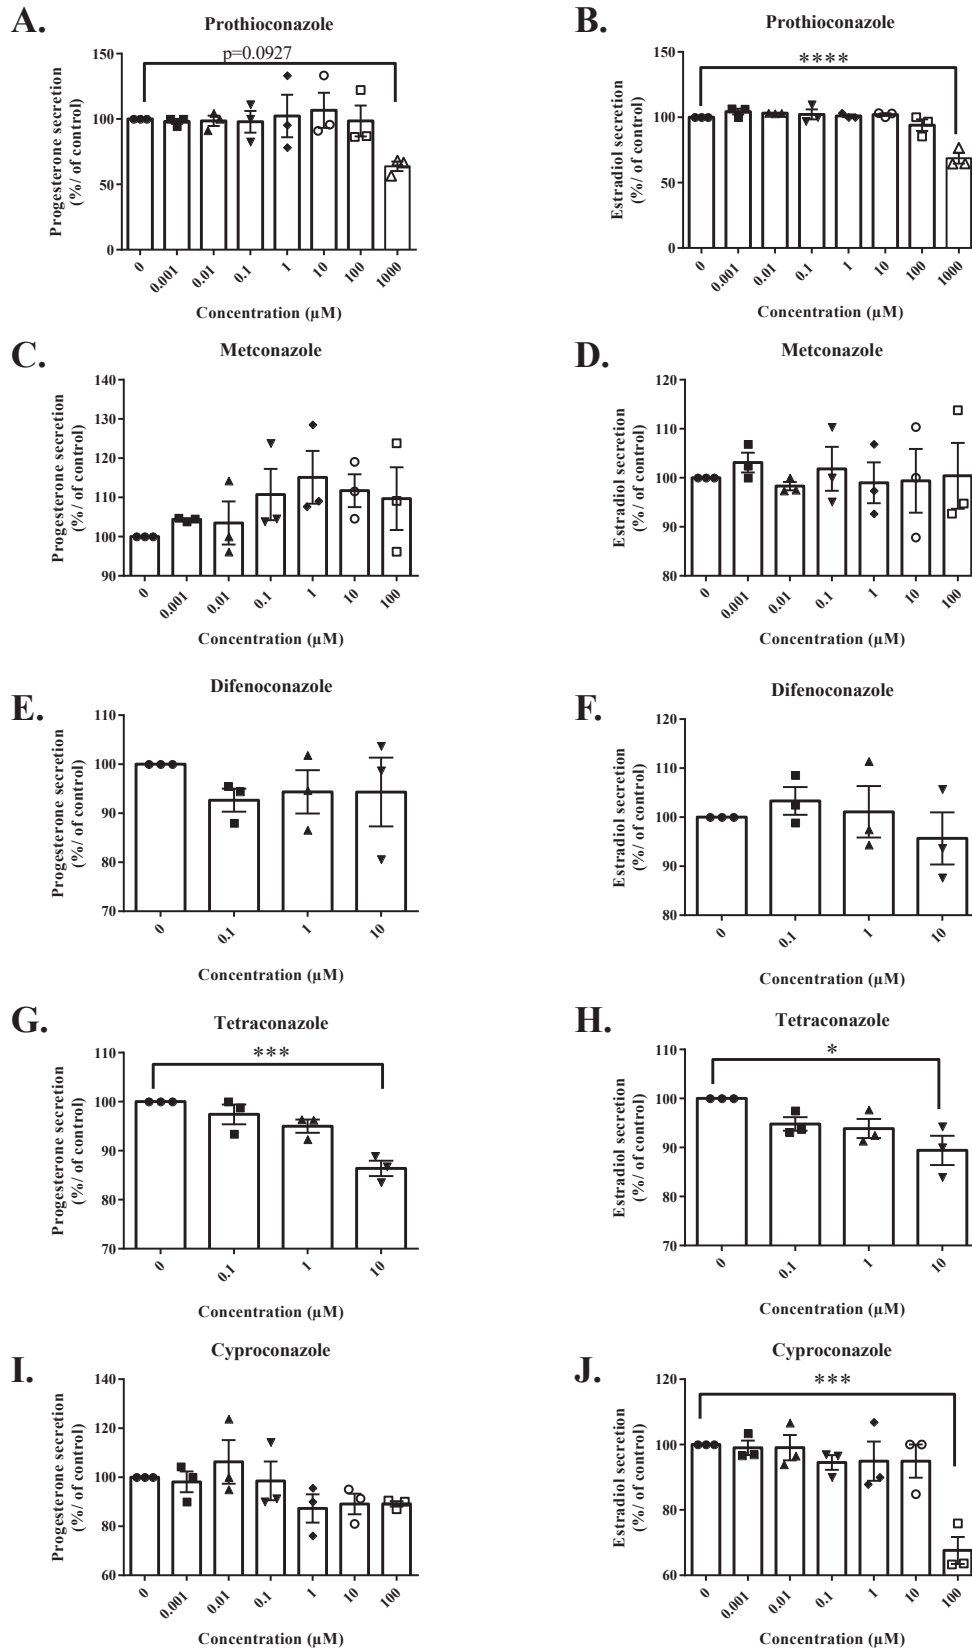 A.
Prothioconazole
p=0.0927
Progesterone secretion
(%/ of control)
150
100
50
0
0 0.001 0.01 0.1 1 10 100 1000
Concentration (µM)
B.
Prothioconazole
****
Estradiol secretion
(%/ of control)
150
100
50
0
0 0.001 0.01 0.1 1 10 100 1000
Concentration (µM)
C.
Metconazole
Progesterone secretion
(%/ of control)
140
130
120
110
100
90
0 0.001 0.01 0.1 1 10 100
Concentration (µM)
D.
Metconazole
Estradiol secretion
(%/ of control)
120
110
100
90
80
0 0.001 0.01 0.1 1 10 100
Concentration (µM)
E.
Difenoconazole
Progesterone secretion
(%/ of control)
110
100
90
80
70
0 0.1 1 10
Concentration (µM)
F.
Difenoconazole
Estradiol secretion
(%/ of control)
120
110
100
90
80
0 0.1 1 10
Concentration (µM)
G.
Tetraconazole
***
Progesterone secretion
(%/ of control)
110
100
90
80
70
0 0.1 1 10
Concentration (µM)
H.
Tetraconazole
*
Estradiol secretion
(%/ of control)
110
100
90
80
70
0 0.1 1 10
Concentration (µM)
I.
Cyproconazole
Progesterone secretion
(%/ of control)
140
120
100
80
60
0 0.001 0.01 0.1 1 10 100
Concentration (µM)
J.
Cyproconazole
***
Estradiol secretion
(%/ of control)
120
100
80
60
0 0.001 0.01 0.1 1 10 100
Concentration (µM)